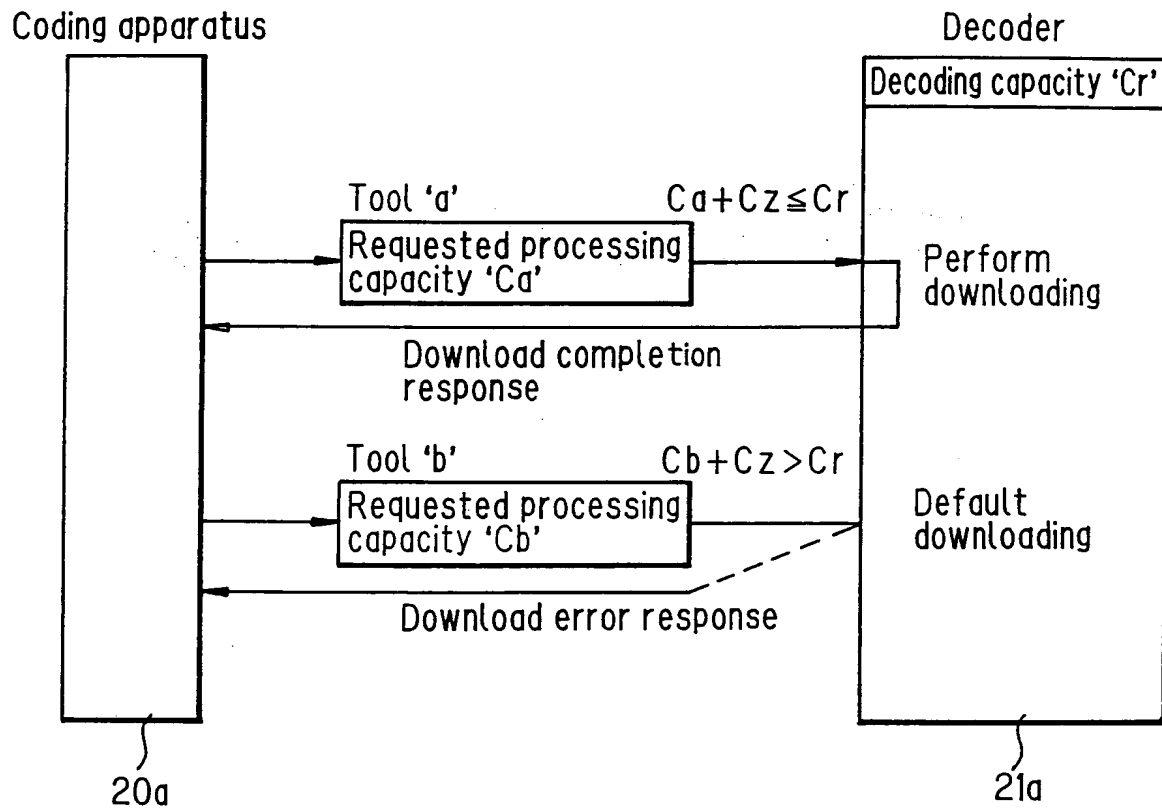 Coding apparatus
Decoder
Decoding capacity ‘Cr’
Tool ‘a’
Ca+Cz≦Cr
Requested processing
capacity ‘Ca’
Perform
downloading
Download completion
response
Tool ‘b’
Cb+Cz>Cr
Requested processing
capacity ‘Cb’
Default
downloading
Download error response
20a
21a